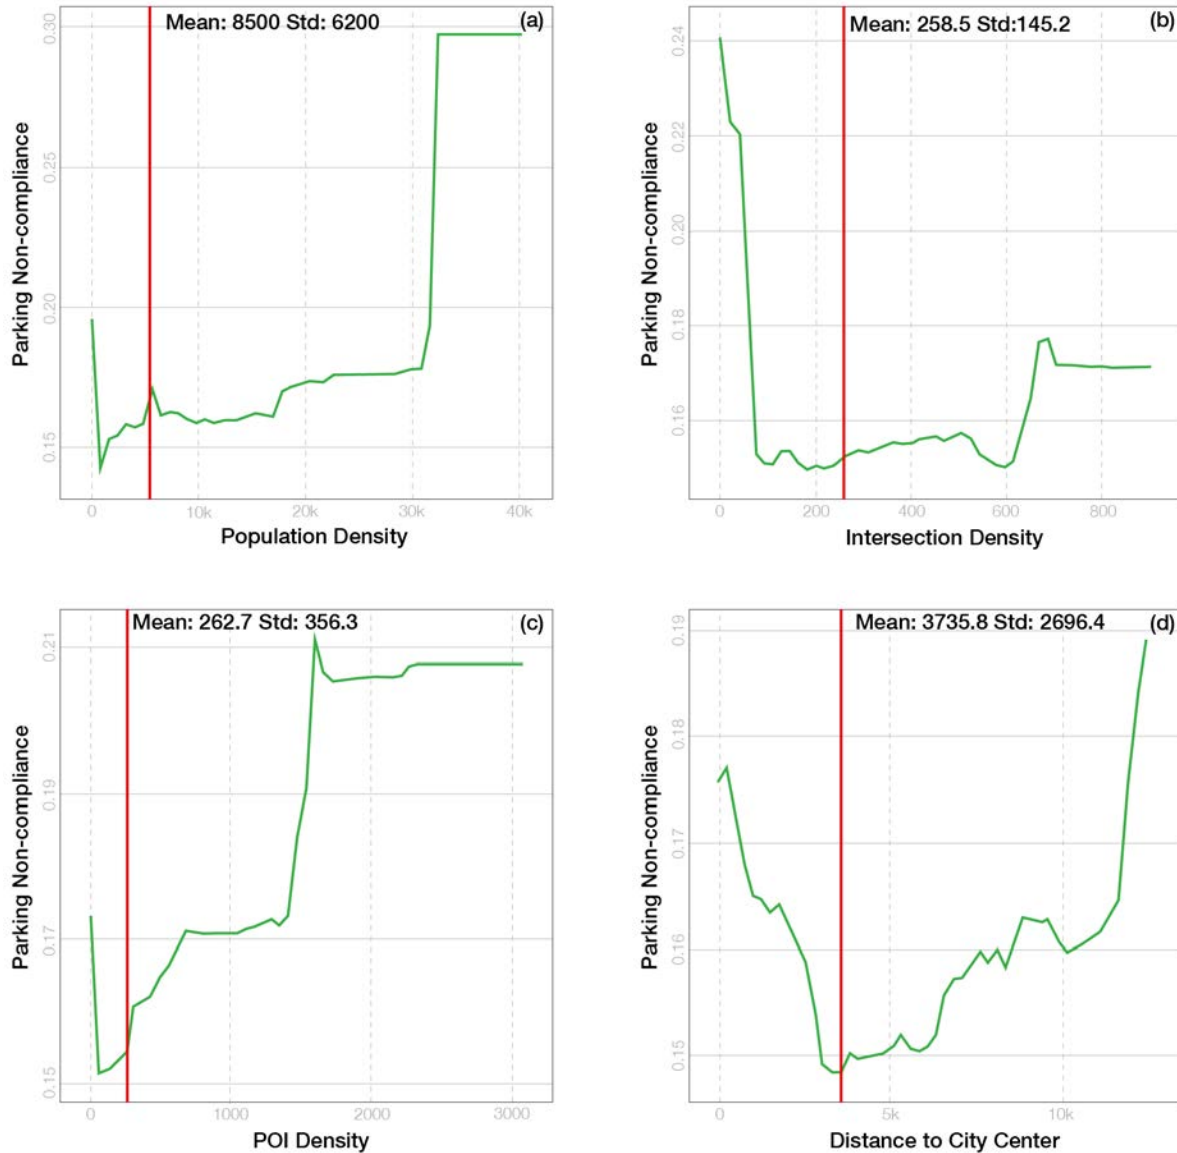 Mean: 8500 Std: 6200 (a)
0.30
0.25
0.20
0.15
Parking Non-compliance
0 10k 20k 30k 40k
Population Density
Mean: 258.5 Std:145.2 (b)
0.24
0.22
0.20
0.18
0.16
Parking Non-compliance
0 200 400 600 800
Intersection Density
Mean: 262.7 Std: 356.3 (c)
0.21
0.19
0.17
0.15
Parking Non-compliance
0 1000 2000 3000
POI Density
Mean: 3735.8 Std: 2696.4 (d)
0.19
0.18
0.17
0.16
0.15
Parking Non-compliance
0 5k 10k
Distance to City Center